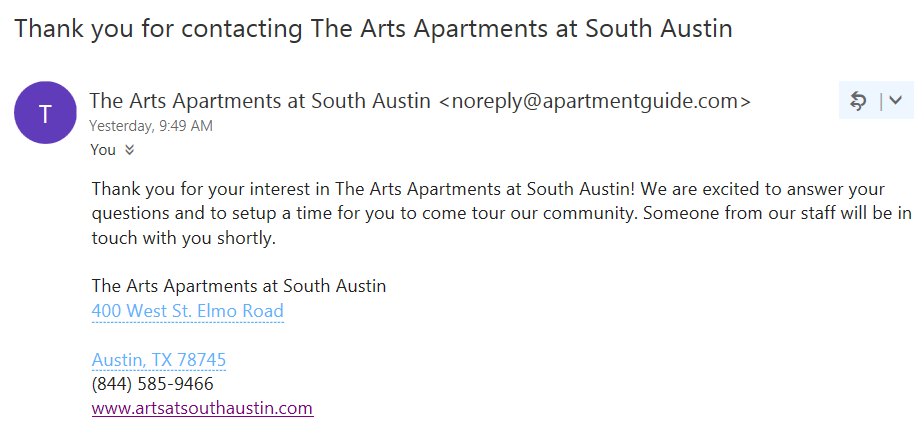 Thank you for contacting The Arts Apartments at South Austin
T
The Arts Apartments at South Austin <noreply@apartmentguide.com>
Yesterday, 9:49 AM
You
Thank you for your interest in The Arts Apartments at South Austin! We are excited to answer your
questions and to setup a time for you to come tour our community. Someone from our staff will be in
touch with you shortly.
The Arts Apartments at South Austin
400 West St. Elmo Road
Austin, TX 78745
(844) 585-9466
www.artsatsouthaustin.com